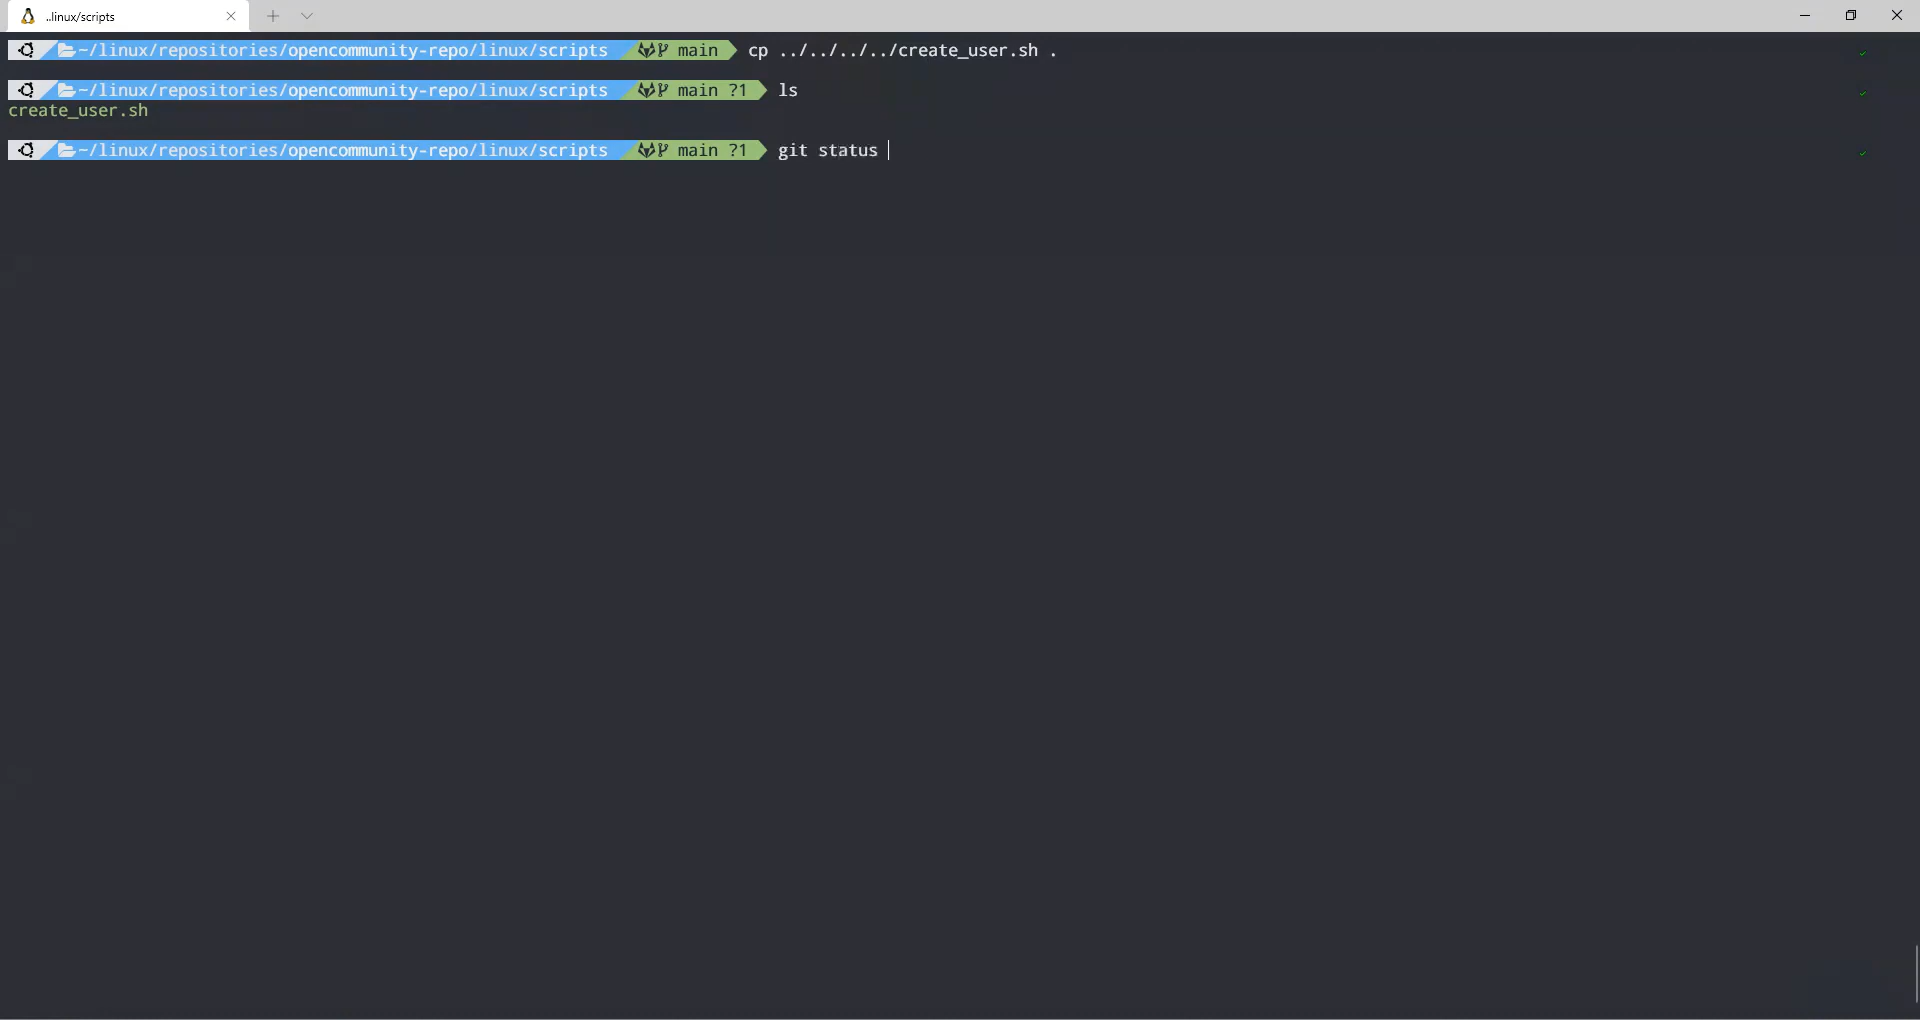 ..linux/scripts
~/linux/repositories/opencommunity-repo/linux/scripts main cp ../../../../create_user.sh .
~/linux/repositories/opencommunity-repo/linux/scripts main ?1 ls
create_user.sh
~/linux/repositories/opencommunity-repo/linux/scripts main ?1 git status